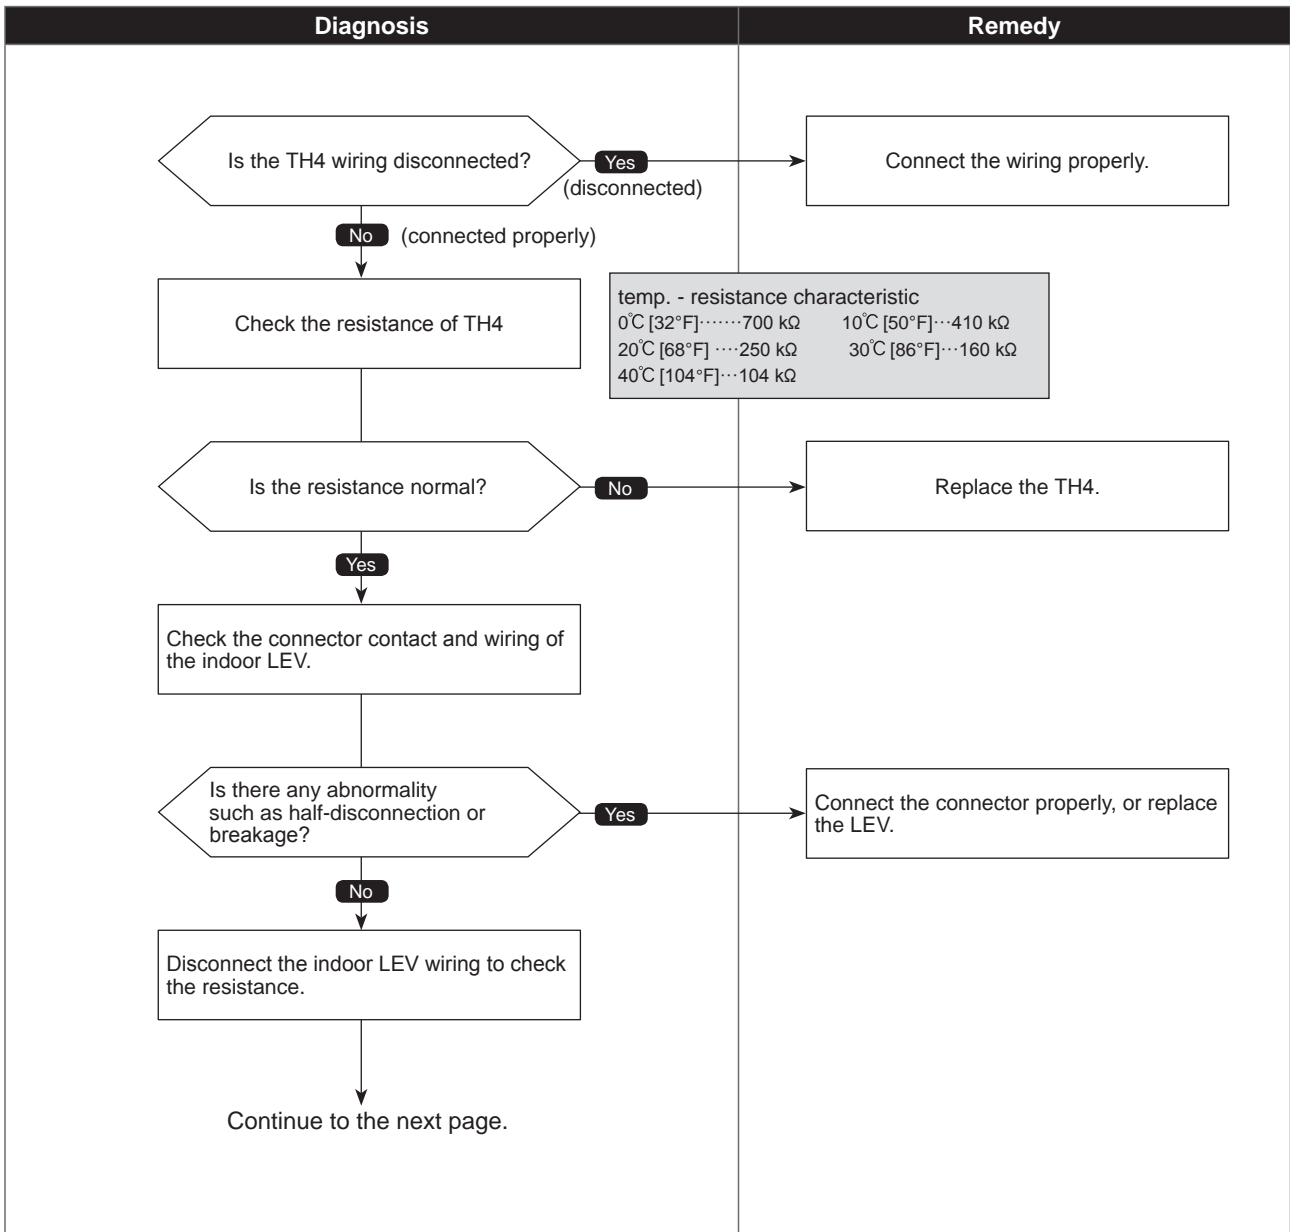 Diagnosis
Remedy
Is the TH4 wiring disconnected?
Yes
(disconnected)
Connect the wiring properly.
No (connected properly)
Check the resistance of TH4
temp. - resistance characteristic
0℃ [32°F]·······700 kΩ 10℃ [50°F]···410 kΩ
20℃ [68°F] ····250 kΩ 30℃ [86°F]···160 kΩ
40℃ [104°F]···104 kΩ
Is the resistance normal?
No
Replace the TH4.
Yes
Check the connector contact and wiring of
the indoor LEV.
Is there any abnormality
such as half-disconnection or
breakage?
Yes
Connect the connector properly, or replace
the LEV.
No
Disconnect the indoor LEV wiring to check
the resistance.
Continue to the next page.